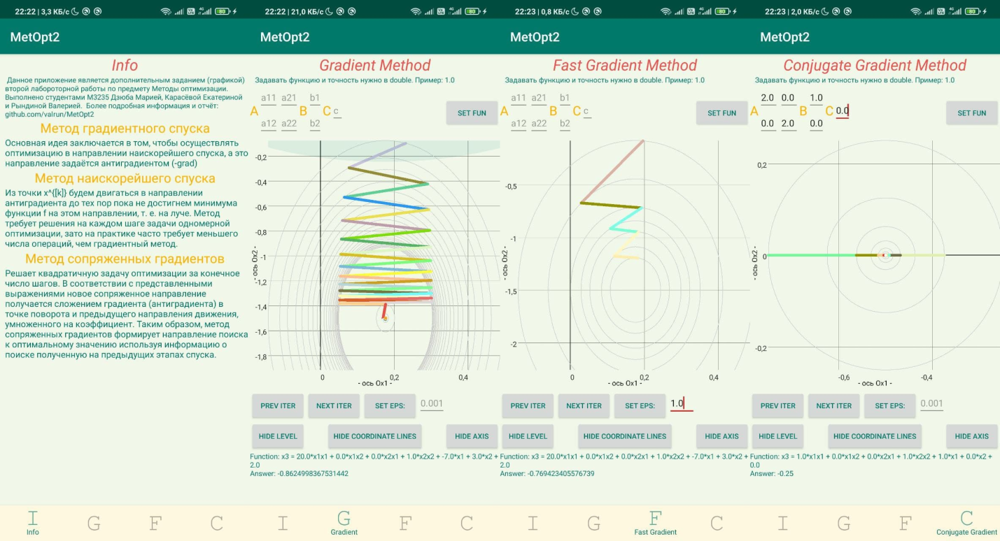 22:22 | 3,3 КБ/с
4G 80
MetOpt2
Info
Данное приложение является дополнительным заданием (графикой)
второй лабороторной работы по предмету Методы оптимизации.
Выполнено студентами М3235 Дзюба Марией, Карасёвой Екатериной
и Рындиной Валерией. Более подробная информация и отчёт:
github.com/valrun/MetOpt2
Метод градиентного спуска
Основная идея заключается в том, чтобы осуществлять
оптимизацию в направлении наискорейшего спуска, а это
направление задаётся антиградиентом (-grad)
Метод наискорейшего спуска
Из точки x^{[k]} будем двигаться в направлении
антиградиента до тех пор пока не достигнем минимума
функции f на этом направлении, т. е. на луче. Метод
требует решения на каждом шаге задачи одномерной
оптимизации, зато на практике часто требует меньшего
числа операций, чем градиентный метод.
Метод сопряженных градиентов
Решает квадратичную задачу оптимизации за конечное
число шагов. В соответствии с представленными
выражениями новое сопряженное направление
получается сложением градиента (антиградиента) в
точке поворота и предыдущего направления движения,
умноженного на коэффициент. Таким образом, метод
сопряженных градиентов формирует направление поиска
к оптимальному значению используя информацию о
поиске полученную на предыдущих этапах спуска.
I G F C
Info
22:22 | 21,0 КБ/с
4G 80
MetOpt2
Gradient Method
Задавать функцию и точность нужно в double. Пример: 1.0
a11 a21 b1
A B C c
a12 a22 b2
SET FUN
-0,2
-0,4
-0,6
-0,8
-1
-1,2
-1,4
-1,6
-1,8
- ось Ox2 -
0 0,2 0,4
- ось Ox1 -
PREV ITER NEXT ITER SET EPS: 0.001
HIDE LEVEL HIDE COORDINATE LINES HIDE AXIS
Function: x3 = 20.0*x1x1 + 0.0*x1x2 + 0.0*x2x1 + 1.0*x2x2 + -7.0*x1 + 3.0*x2 +
2.0
Answer: -0.8624998367531442
I G F C
Gradient
22:23 | 0,8 КБ/с
4G 80
MetOpt2
Fast Gradient Method
Задавать функцию и точность нужно в double. Пример: 1.0
a11 a21 b1
A B C c
a12 a22 b2
SET FUN
-0,5
-1
-1,5
-2
- ось Ox2 -
0 0,2 0,4
- ось Ox1 -
PREV ITER NEXT ITER SET EPS: 1.0
HIDE LEVEL HIDE COORDINATE LINES HIDE AXIS
Function: x3 = 20.0*x1x1 + 0.0*x1x2 + 0.0*x2x1 + 1.0*x2x2 + -7.0*x1 + 3.0*x2 +
2.0
Answer: -0.769423405576739
I G F C
Fast Gradient
22:23 | 2,0 КБ/с
4G 80
MetOpt2
Conjugate Gradient Method
Задавать функцию и точность нужно в double. Пример: 1.0
2.0 0.0 1.0
A B C 0.0
0.0 2.0 0.0
SET FUN
0,2
0
-0,2
- ось Ox2 -
-0,6 -0,4
- ось Ox1 -
PREV ITER NEXT ITER SET EPS: 0.001
HIDE LEVEL HIDE COORDINATE LINES HIDE AXIS
Function: x3 = 1.0*x1x1 + 0.0*x1x2 + 0.0*x2x1 + 1.0*x2x2 + 1.0*x1 + 0.0*x2 +
0.0
Answer: -0.25
I G F C
Conjugate Gradient